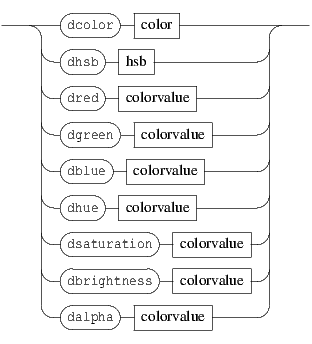 dcolor color
dhsb hsb
dred colorvalue
dgreen colorvalue
dblue colorvalue
dhue colorvalue
dsaturation colorvalue
dbrightness colorvalue
dalpha colorvalue